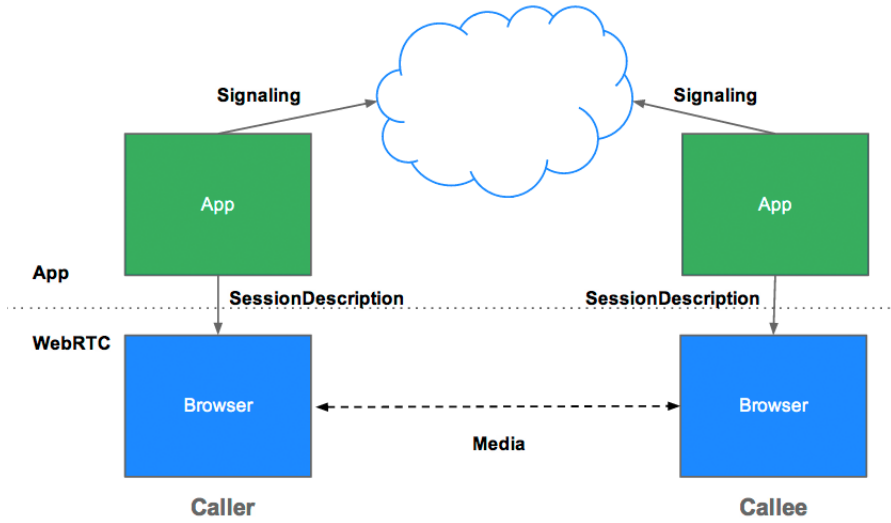 Signaling
Signaling
App
App
App
SessionDescription
SessionDescription
WebRTC
Browser
Browser
Media
Caller
Callee